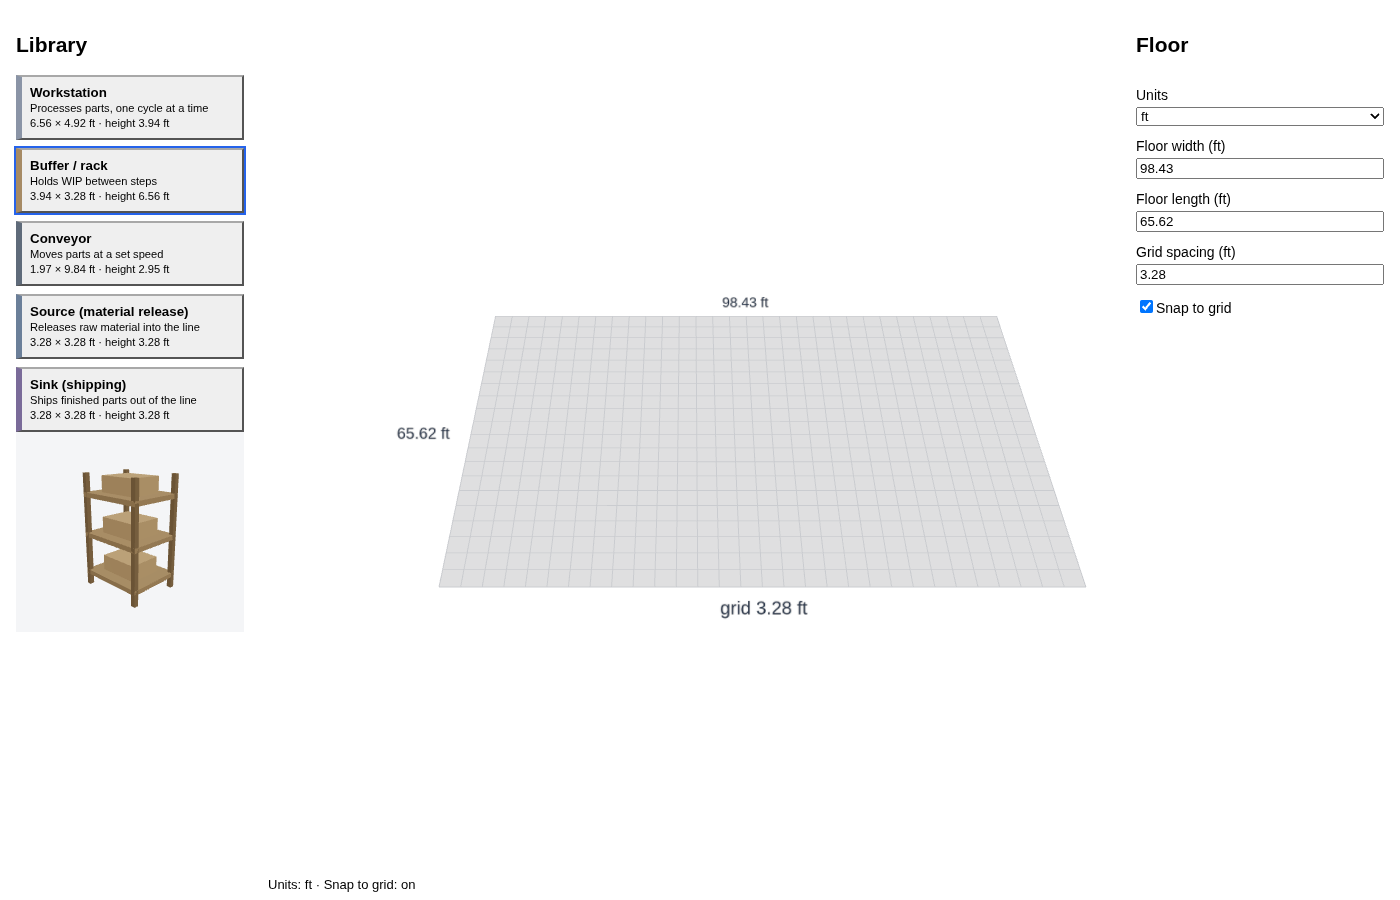 Library
Workstation
Processes parts, one cycle at a time
6.56 × 4.92 ft · height 3.94 ft
Buffer / rack
Holds WIP between steps
3.94 × 3.28 ft · height 6.56 ft
Conveyor
Moves parts at a set speed
1.97 × 9.84 ft · height 2.95 ft
Source (material release)
Releases raw material into the line
3.28 × 3.28 ft · height 3.28 ft
Sink (shipping)
Ships finished parts out of the line
3.28 × 3.28 ft · height 3.28 ft
98.43 ft
65.62 ft
grid 3.28 ft
Units: ft · Snap to grid: on
Floor
Units
ft
Floor width (ft)
98.43
Floor length (ft)
65.62
Grid spacing (ft)
3.28
Snap to grid